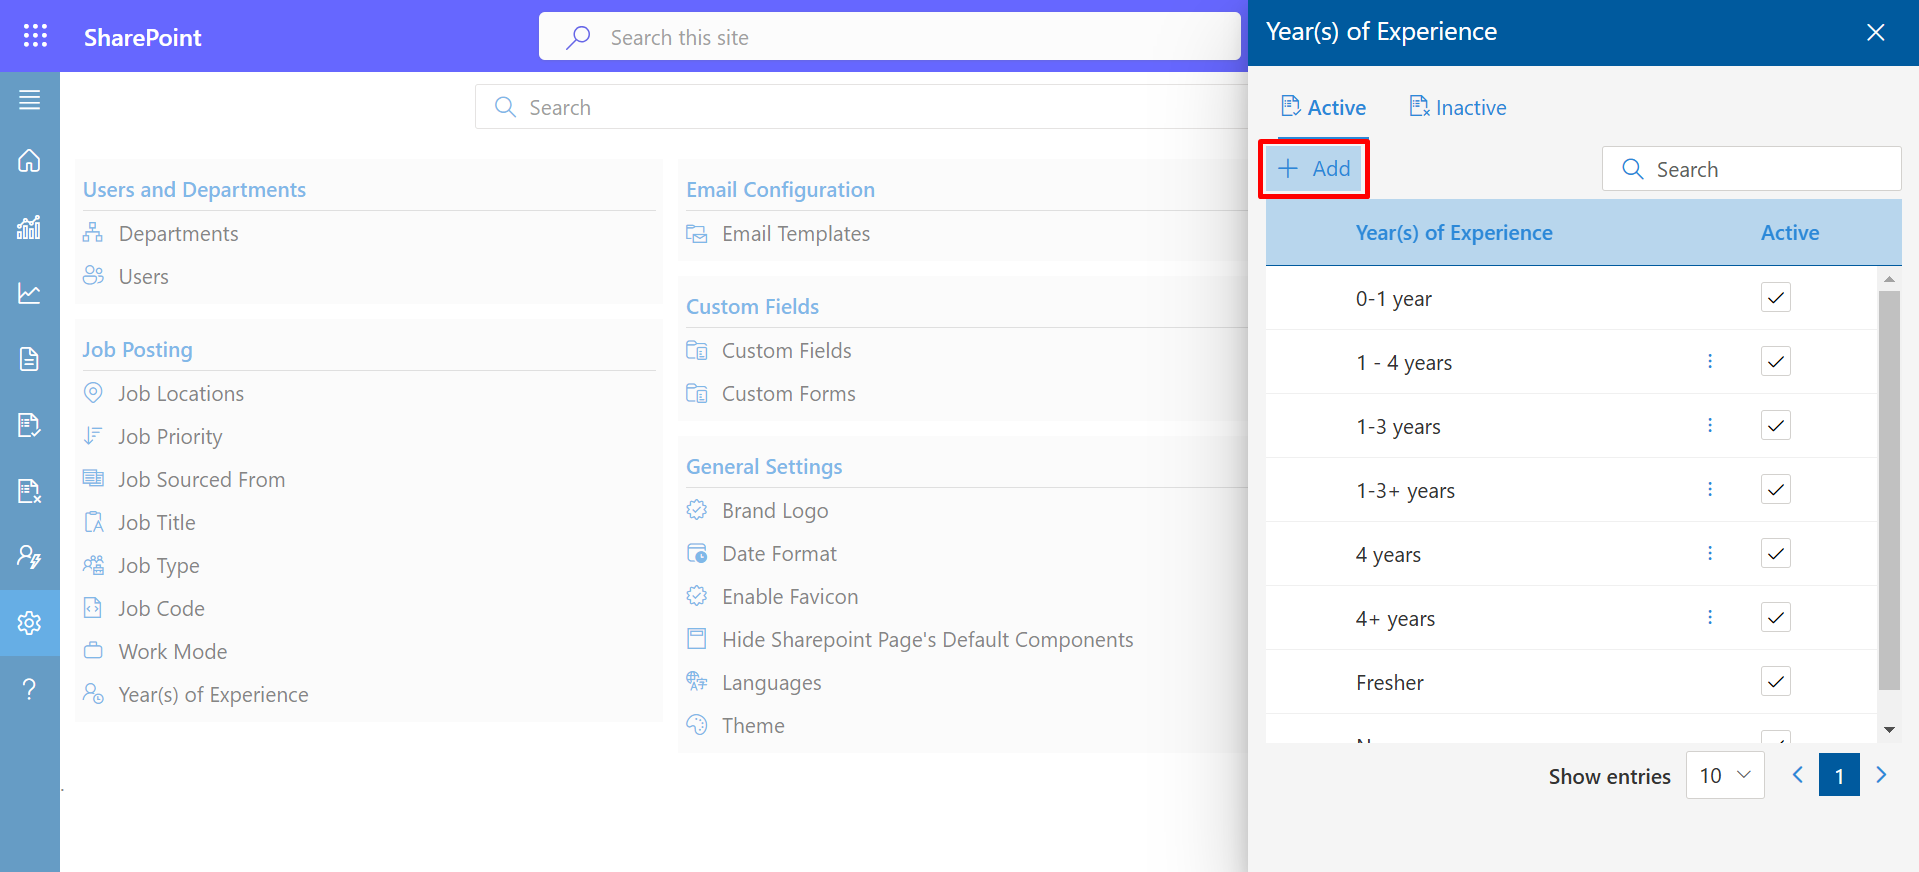 SharePoint
Search this site
Search
Users and Departments
Departments
Users
Job Posting
Job Locations
Job Priority
Job Sourced From
Job Title
Job Type
Job Code
Work Mode
Year(s) of Experience
Email Configuration
Email Templates
Custom Fields
Custom Fields
Custom Forms
General Settings
Brand Logo
Date Format
Enable Favicon
Hide Sharepoint Page's Default Components
Languages
Theme
Year(s) of Experience
Active Inactive
Add Search
Year(s) of Experience Active
0-1 year
1 - 4 years
1-3 years
1-3+ years
4 years
4+ years
Fresher
Show entries 10 1